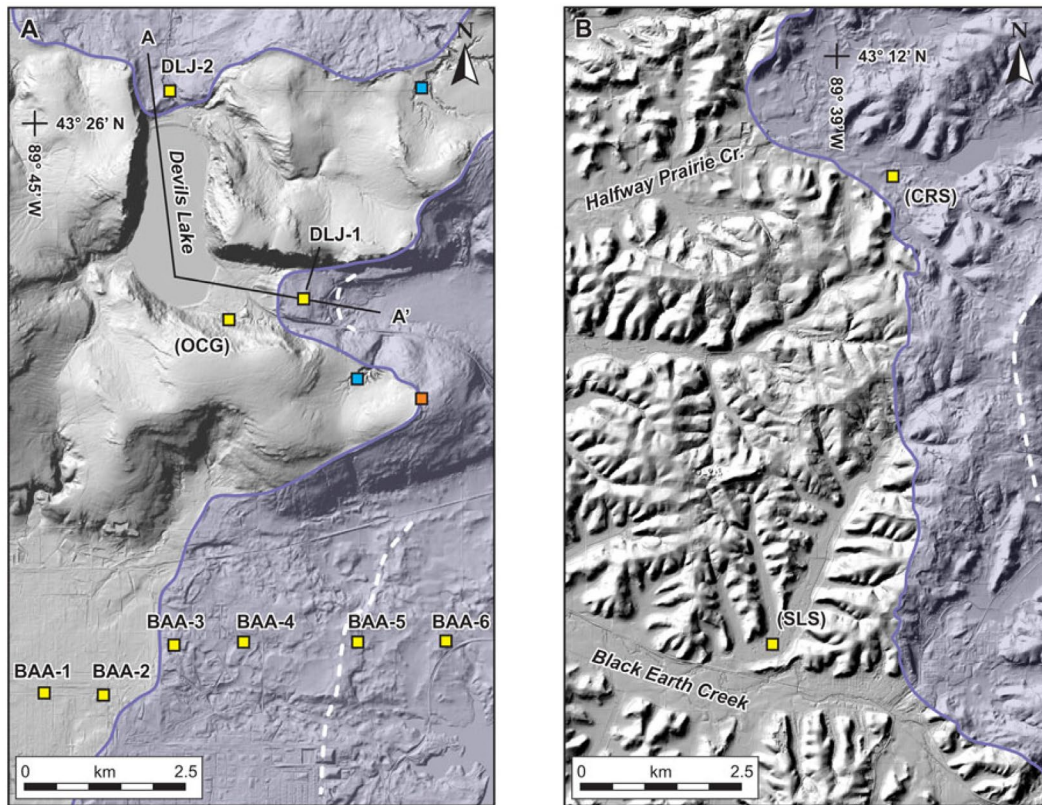 A
A
N
DLJ-2
43° 26' N
89° 45' W
Devils Lake
DLJ-1
A'
(OCG)
BAA-3
BAA-4
BAA-5
BAA-6
BAA-1
BAA-2
0
km
2.5
B
N
43° 12' N
89° 39' W
Halfway Prairie Cr.
(CRS)
(SLS)
Black Earth Creek
0
km
2.5